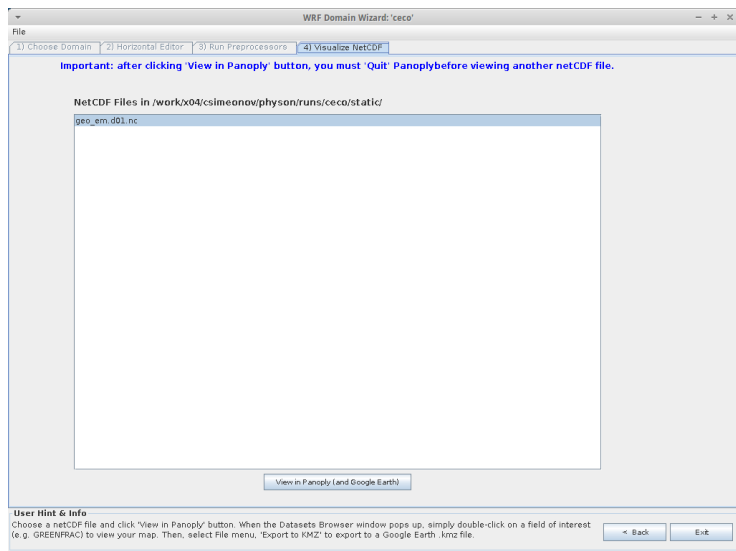 WRF Domain Wizard: 'ceco'
File
1) Choose Domain 2) Horizontal Editor 3) Run Preprocessors 4) Visualize NetCDF
Important: after clicking 'View in Panoply' button, you must 'Quit' Panoplybefore viewing another netCDF file.
NetCDF Files in /work/x04/csimeonov/physon/runs/ceco/static/
geo_em.d01.nc
View in Panoply (and Google Earth)
User Hint & Info
Choose a netCDF file and click 'View in Panoply' button. When the Datasets Browser window pops up, simply double-click on a field of interest
(e.g. GREENFRAC) to view your map. Then, select File menu, 'Export to KMZ' to export to a Google Earth .kmz file.
< Back Exit